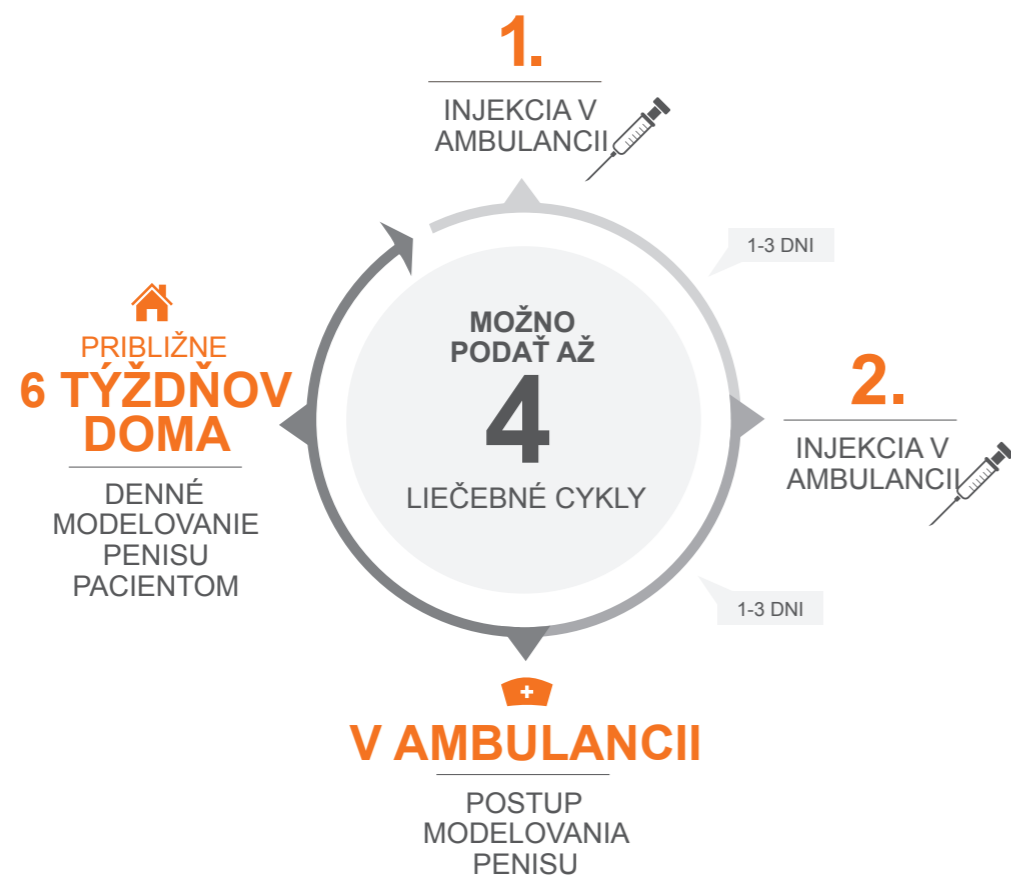 1.
INJEKCIA V
AMBULANCII
1-3 DNI
MOŽNO
PODAŤ AŽ
4
LIEČEBNÉ CYKLY
2.
INJEKCIA V
AMBULANCII
1-3 DNI
V AMBULANCII
POSTUP
MODELOVANIA
PENISU
PRIBLIŽNE
6 TÝŽDŇOV
DOMA
DENNÉ
MODELOVANIE
PENISU
PACIENTOM